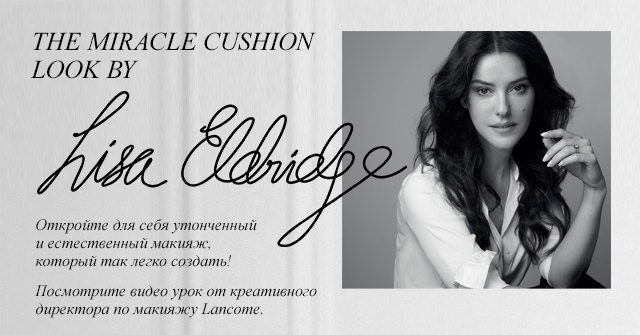 THE MIRACLE CUSHION
LOOK BY
Lisa Eldridge
Откройте для себя утонченный
и естественный макияж,
который так легко создать!
Посмотрите видео урок от креативного
директора по макияжу Lancome.